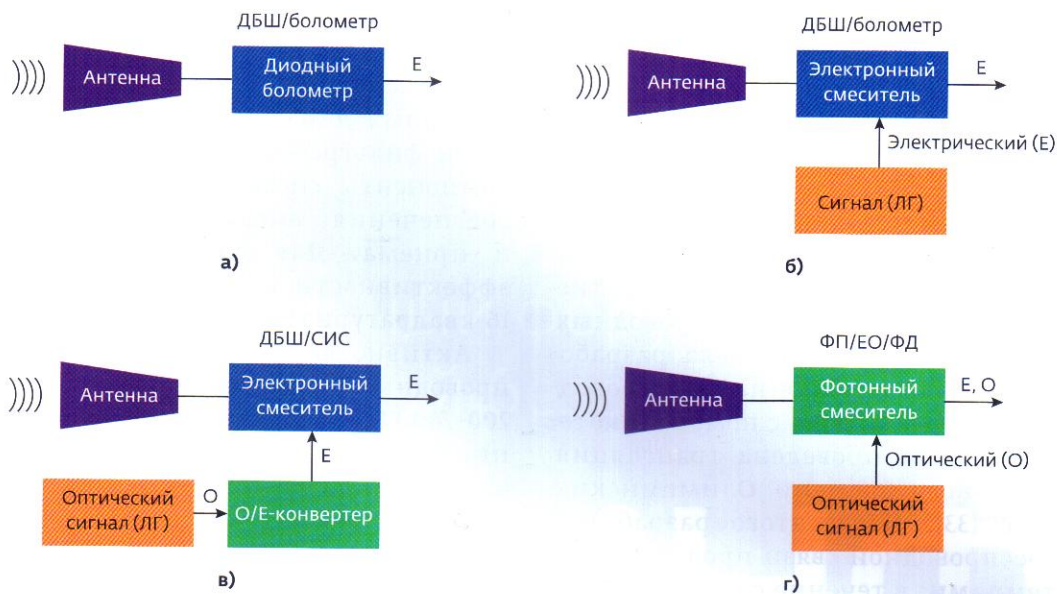 ДБШ/болометр
Антенна
Диодный
болометр
E
а)
ДБШ/болометр
Антенна
Электронный
смеситель
E
Электрический (E)
Сигнал (ЛГ)
б)
ДБШ/СИС
Антенна
Электронный
смеситель
E
E
Оптический
сигнал (ЛГ)
O
O/E-конвертер
в)
ФП/ЕО/ФД
Антенна
Фотонный
смеситель
E, O
Оптический (O)
Оптический
сигнал (ЛГ)
г)